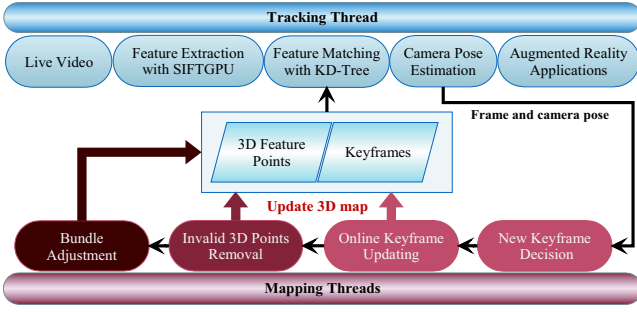 Tracking Thread
Live Video
Feature Extraction
with SIFTGPU
Feature Matching
with KD-Tree
Camera Pose
Estimation
Augmented Reality
Applications
Frame and camera pose
3D Feature
Points
Keyframes
Update 3D map
Bundle
Adjustment
Invalid 3D Points
Removal
Online Keyframe
Updating
New Keyframe
Decision
Mapping Threads